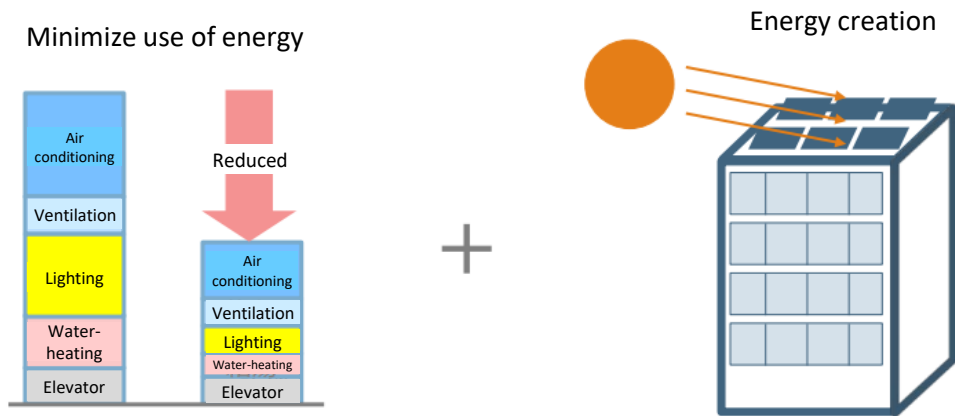 Minimize use of energy
Energy creation
Air
conditioning
Ventilation
Lighting
Water-
heating
Elevator
Reduced
Air
conditioning
Ventilation
Lighting
Water-heating
Elevator